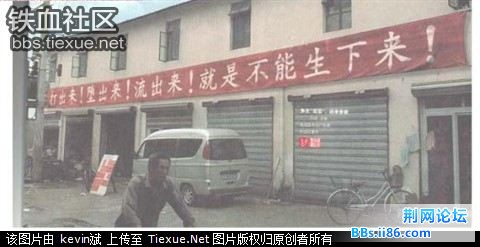 铁血社区
bbs.tiexue.net
打出来！堕出来！流出来！就是不能生下来！
荆网论坛
BBs.ii86.com
该图片由 kevin斌 上传至 Tiexue.Net 图片版权归原创者所有